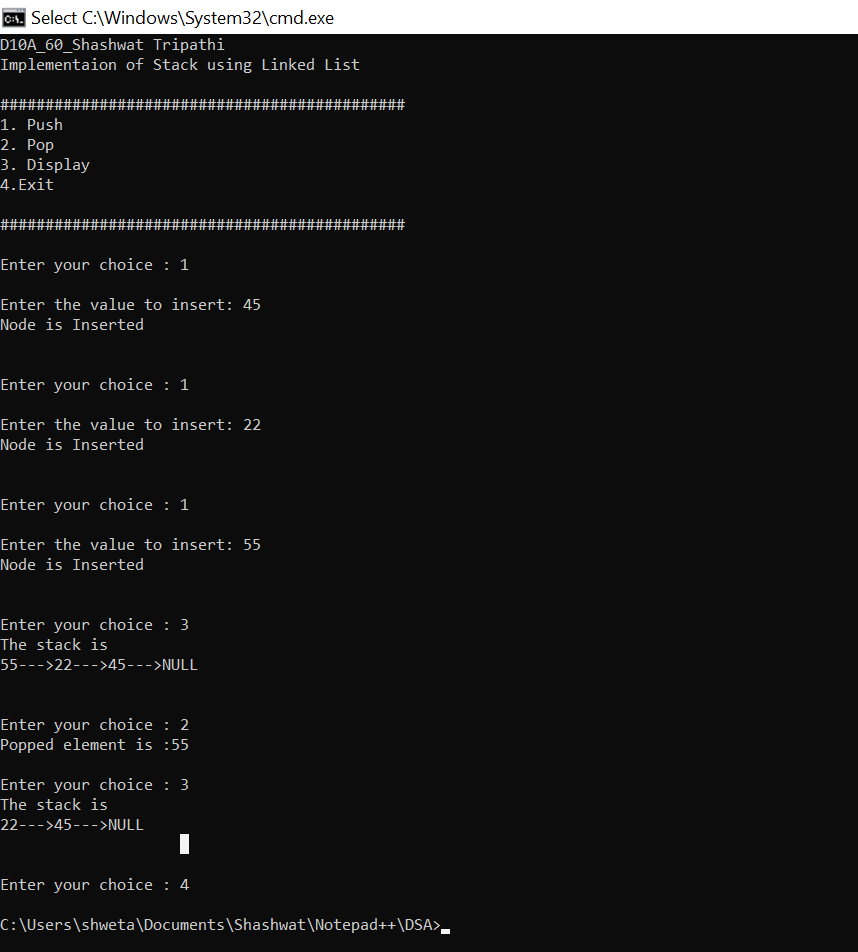 Select C:\Windows\System32\cmd.exe
D10A_60_Shashwat Tripathi
Implementaion of Stack using Linked List
#############################################
1. Push
2. Pop
3. Display
4.Exit
#############################################
Enter your choice : 1
Enter the value to insert: 45
Node is Inserted
Enter your choice : 1
Enter the value to insert: 22
Node is Inserted
Enter your choice : 1
Enter the value to insert: 55
Node is Inserted
Enter your choice : 3
The stack is
55--->22--->45--->NULL
Enter your choice : 2
Popped element is :55
Enter your choice : 3
The stack is
22--->45--->NULL
Enter your choice : 4
C:\Users\shweta\Documents\Shashwat\Notepad++\DSA>